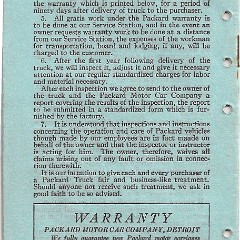 the warranty which is printed below, for a period of
ninety days after delivery of truck to the purchaser.
5. All gratis work under the Packard warranty is
to be done at our Service Station, and in the event an
owner requests warranty work to be done at a distance
from our Service Station, the expenses of the workman
for transportation, board and lodging, if any, will be
charged to the customer.
6. After the first year following delivery of the
truck, we will inspect it, adjust it and give it necessary
attention at our regular standardized charges for labor
and material necessary.
After each inspection we agree to send to the owner of
the truck and the Packard Motor Car Company a
report covering the results of the inspection, the report
to be submitted in a standardized form which is fur-
nished by the factory.
7. It is understood that inspections and instructions
concerning the operation and care of Packard vehicles
though made by our employees are in fact made on
behalf of the owner and that the inspector or instructor
is acting for him. The owner, therefore, waives all
claims arising out of any fault or omission in connec-
tion therewith.
It is our intention to give each and every purchaser of
a Packard Truck fair and business-like treatment.
Should anyone not receive such treatment, we ask as
a favor to be so advised.
WARRANTY
PACKARD MOTOR CAR COMPANY, DETROIT
We fully guarantee new Packard motor carriages